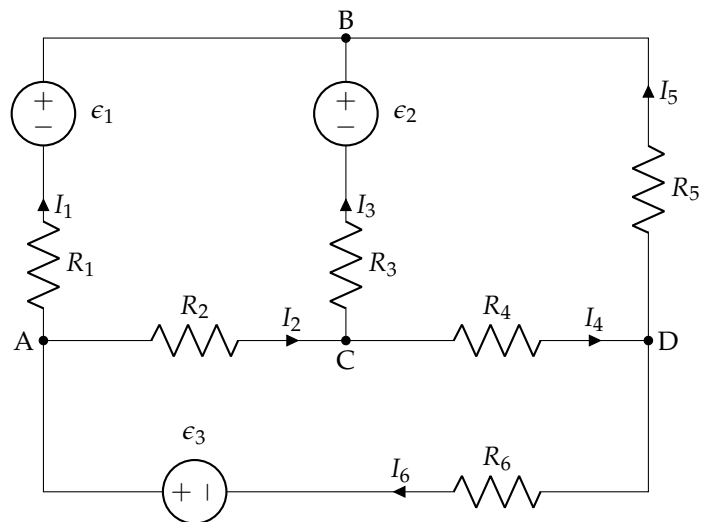 B
+
−
ϵ₁
+
−
ϵ₂
I₅
I₁
I₃
R₅
R₁
R₃
R₂
R₄
I₂
I₄
A
C
D
ϵ₃
I₆
R₆
+ −